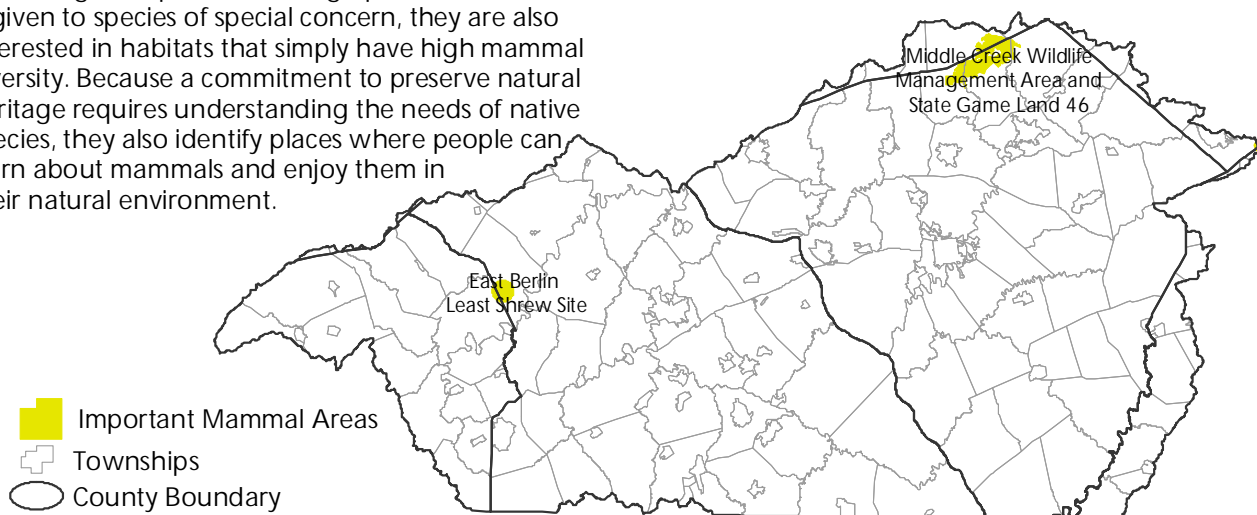 given to species of special concern, they are also
erested in habitats that simply have high mammal
ersity. Because a commitment to preserve natural
ritage requires understanding the needs of native
ecies, they also identify places where people can
rn about mammals and enjoy them in
eir natural environment.
Middle Creek Wildlife
Management Area and
State Game Land 46
East Berlin
Least Shrew Site
Important Mammal Areas
Townships
County Boundary